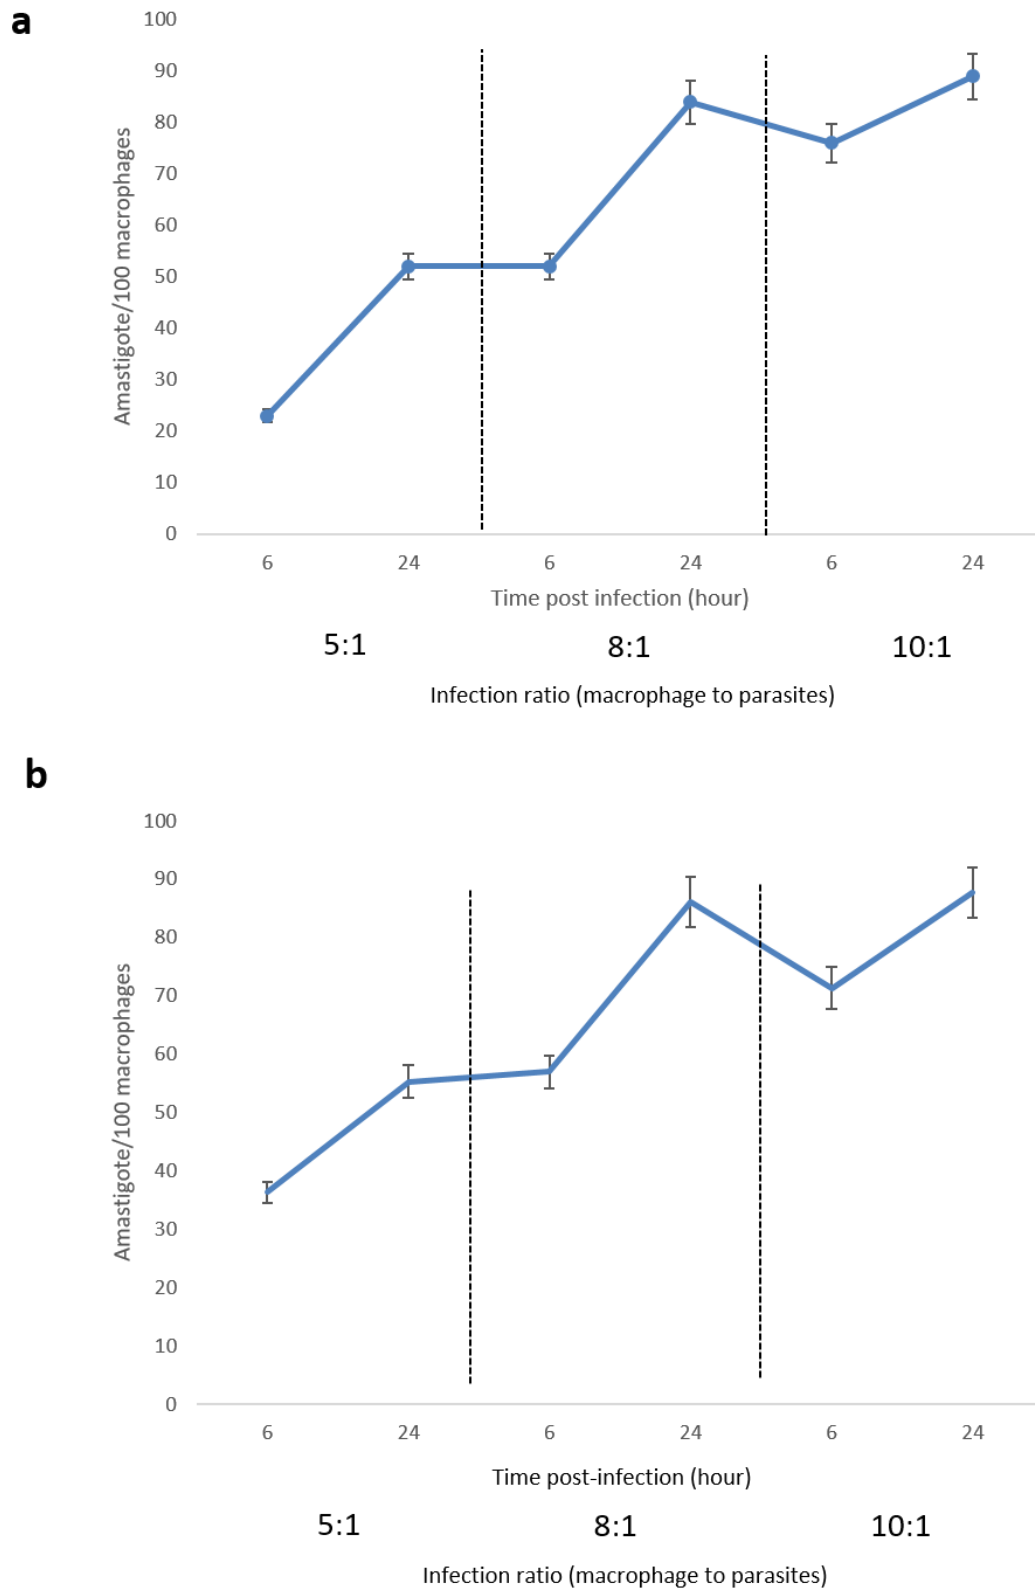 a
100
90
80
70
60
50
40
30
20
10
0
Amastigote/100 macrophages
6 24 6 24 6 24
Time post infection (hour)
5:1 8:1 10:1
Infection ratio (macrophage to parasites)
b
100
90
80
70
60
50
40
30
20
10
0
Amastigote/100 macrophages
6 24 6 24 6 24
Time post-infection (hour)
5:1 8:1 10:1
Infection ratio (macrophage to parasites)